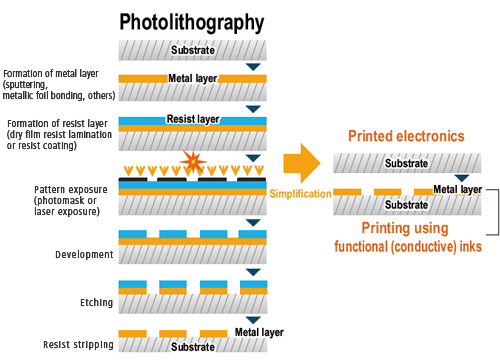 Photolithography
Substrate
Formation of metal layer
(sputtering,
metallic foil bonding, others)
Metal layer
Formation of resist layer
(dry film resist lamination
or resist coating)
Resist layer
Pattern exposure
(photomask or
laser exposure)
Development
Etching
Resist stripping
Metal layer
Substrate
Simplification
Printed electronics
Substrate
Metal layer
Substrate
Printing using
functional (conductive) inks